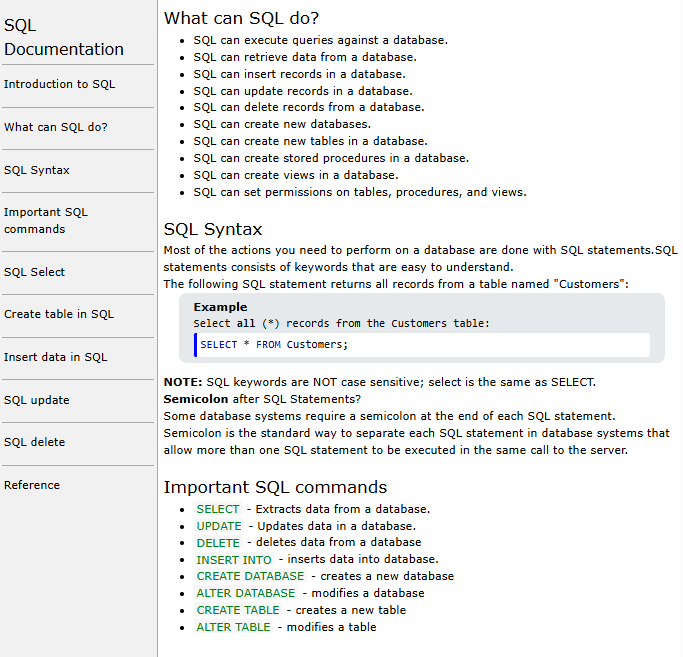 SQL
Documentation
Introduction to SQL
What can SQL do?
SQL Syntax
Important SQL
commands
SQL Select
Create table in SQL
Insert data in SQL
SQL update
SQL delete
Reference
What can SQL do?
SQL can execute queries against a database.
SQL can retrieve data from a database.
SQL can insert records in a database.
SQL can update records in a database.
SQL can delete records from a database.
SQL can create new databases.
SQL can create new tables in a database.
SQL can create stored procedures in a database.
SQL can create views in a database.
SQL can set permissions on tables, procedures, and views.
SQL Syntax
Most of the actions you need to perform on a database are done with SQL statements.SQL
statements consists of keywords that are easy to understand.
The following SQL statement returns all records from a table named "Customers":
Example
Select all (*) records from the Customers table:
SELECT * FROM Customers;
NOTE: SQL keywords are NOT case sensitive; select is the same as SELECT.
Semicolon after SQL Statements?
Some database systems require a semicolon at the end of each SQL statement.
Semicolon is the standard way to separate each SQL statement in database systems that
allow more than one SQL statement to be executed in the same call to the server.
Important SQL commands
SELECT - Extracts data from a database.
UPDATE - Updates data in a database.
DELETE - deletes data from a database
INSERT INTO - inserts data into database.
CREATE DATABASE - creates a new database
ALTER DATABASE - modifies a database
CREATE TABLE - creates a new table
ALTER TABLE - modifies a table